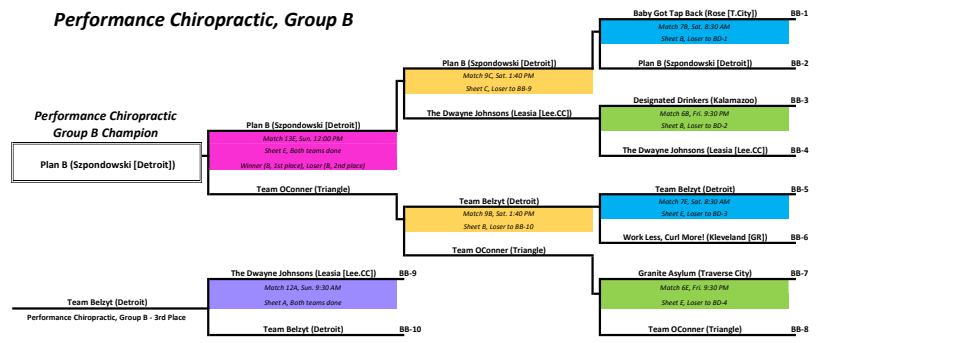 Performance Chiropractic, Group B
Baby Got Tap Back (Rose [T.City])
BB-1
Match 7B, Sat. 8:30 AM
Sheet B, Loser to BD-1
Plan B (Szpondowski [Detroit])
BB-2
Plan B (Szpondowski [Detroit])
Match 9C, Sat. 1:40 PM
Sheet C, Loser to BB-9
Designated Drinkers (Kalamazoo)
BB-3
Match 6B, Fri. 9:30 PM
Sheet B, Loser to BD-2
The Dwayne Johnsons (Leasia [Lee.CC])
The Dwayne Johnsons (Leasia [Lee.CC])
BB-4
Performance Chiropractic
Group B Champion
Plan B (Szpondowski [Detroit])
Plan B (Szpondowski [Detroit])
Match 13E, Sun. 12:00 PM
Sheet E, Both teams done
Winner (B, 1st place), Loser (B, 2nd place)
Team OConner (Triangle)
Team Belzyt (Detroit)
BB-5
Match 7E, Sat. 8:30 AM
Sheet E, Loser to BD-3
Team Belzyt (Detroit)
Match 9B, Sat. 1:40 PM
Sheet B, Loser to BB-10
Work Less, Curl More! (Kleveland [GR])
BB-6
Team OConner (Triangle)
Granite Asylum (Traverse City)
BB-7
Match 6E, Fri. 9:30 PM
Sheet E, Loser to BD-4
Team OConner (Triangle)
BB-8
The Dwayne Johnsons (Leasia [Lee.CC])
BB-9
Match 12A, Sun. 9:30 AM
Sheet A, Both teams done
Team Belzyt (Detroit)
Performance Chiropractic, Group B - 3rd Place
Team Belzyt (Detroit)
BB-10